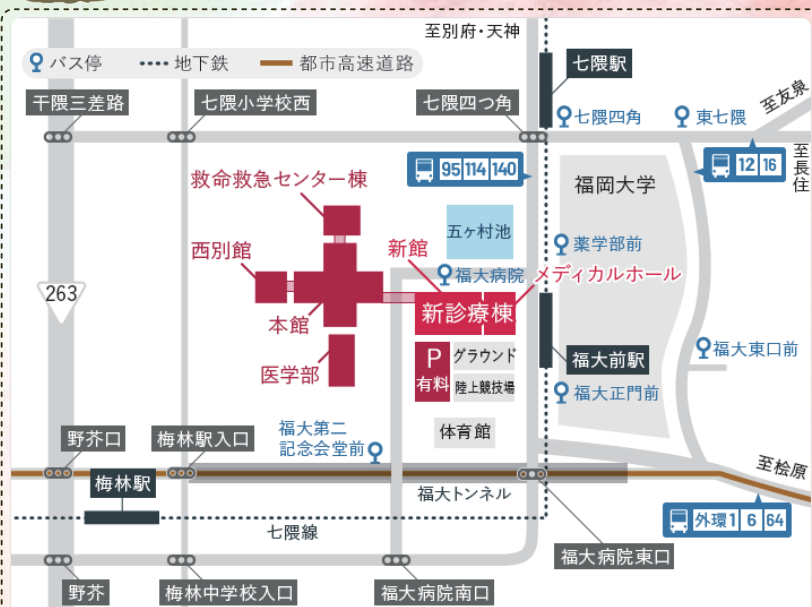 至別府・天神
バス停
地下鉄
都市高速道路
七隈駅
干隈三差路
七隈小学校西
七隈四つ角
七隈四角
東七隈
至友泉
至長住
95 114 140
12 16
救命救急センター棟
福岡大学
五ヶ村池
西別館
新館
薬学部前
福大病院
メディカルホール
263
本館
新診療棟
医学部
P
有料
グラウンド
陸上競技場
福大前駅
福大東口前
福大正門前
体育館
福大第二
記念会堂前
野芥口
梅林駅入口
梅林駅
福大トンネル
至桧原
外環1 6 64
七隈線
福大病院東口
野芥
梅林中学校入口
福大病院南口